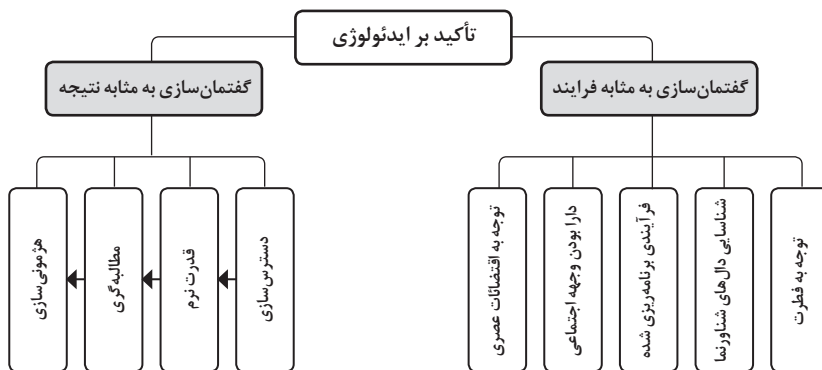 تأکید بر ایدئولوژی
گفتمان‌سازی به مثابه فرایند
گفتمان‌سازی به مثابه نتیجه
توجه به فطرت
شناسایی دال‌های شناورنما
فرآیندی برنامه‌ریزی شده
دارا بودن وجهه اجتماعی
توجه به اقتضائات عصری
دسترس‌سازی
قدرت نرم
مطالبه‌گری
هژمونی‌سازی